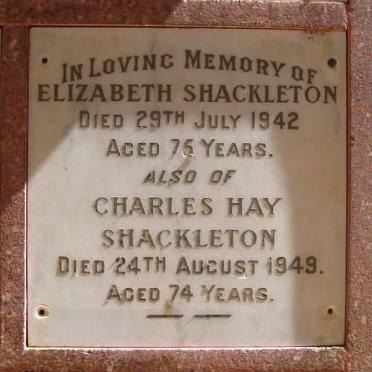 In Loving Memory of
Elizabeth Shackleton
Died 29th July 1942
Aged 75 Years.
also of
Charles Hay
Shackleton
Died 24th August 1949.
Aged 74 Years.